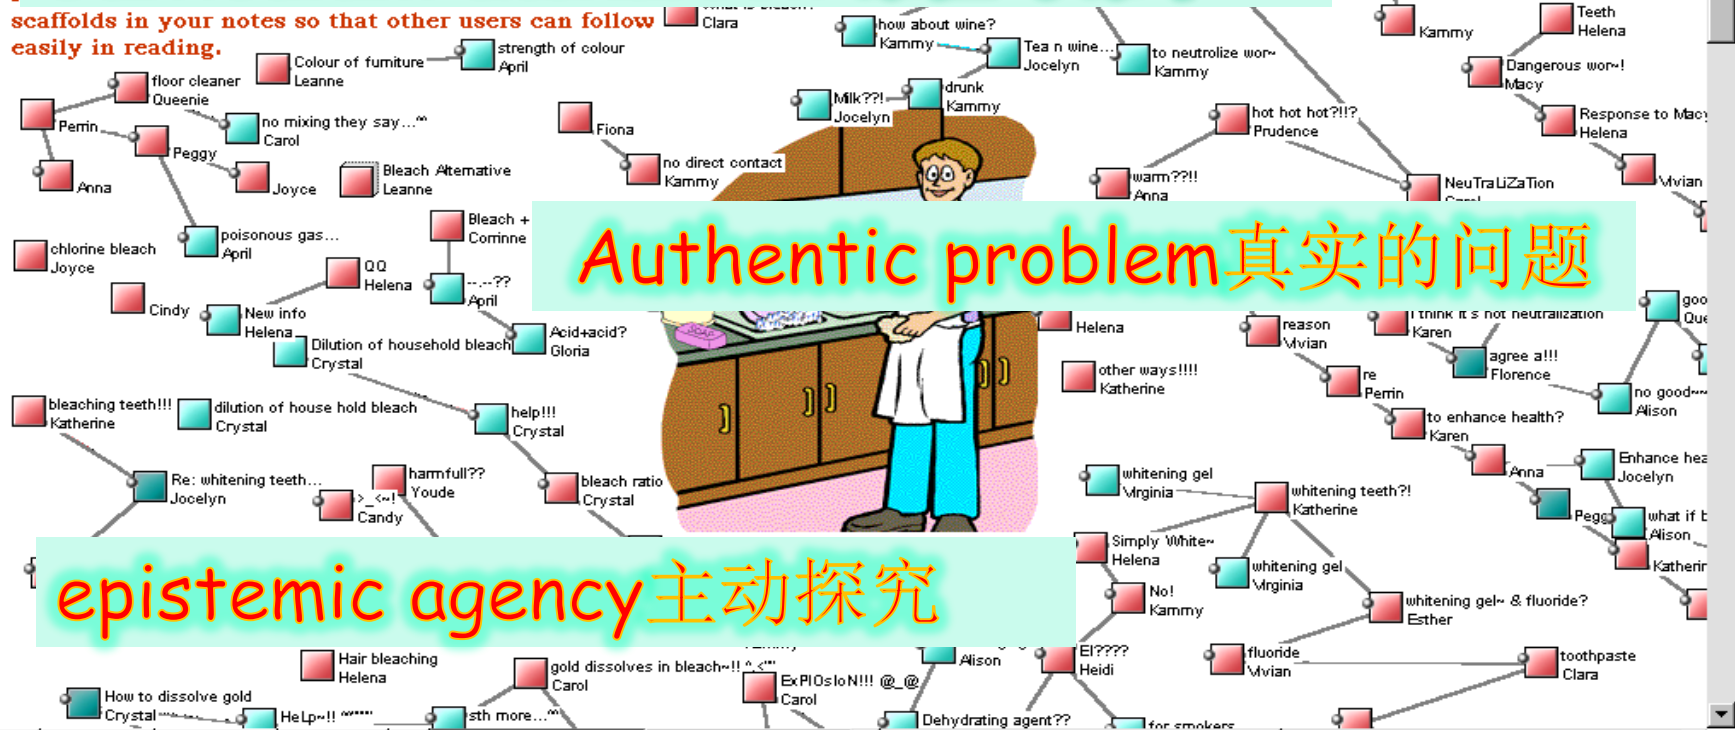 scaffolds in your notes so that other users can follow
easily in reading.
Clara
how about wine?
Kammy
Tea n wine...
Jocelyn
to neutrolize wor~
Kammy
Kammy
Teeth
Helena
strength of colour
April
Colour of furniture
Leanne
floor cleaner
Queenie
Dangerous wor~!
Macy
drunk
Kammy
Milk??!
Jocelyn
no mixing they say...^^
Carol
Perrin
Peggy
Fiona
hot hot hot?!!?
Prudence
Response to Macy
Helena
no direct contact
Kammy
Bleach Alternative
Leanne
Anna
Joyce
warm??!!
Anna
NeuTraLiZaTion
Vivian
Bleach +
Corrinne
poisonous gas...
April
chlorine bleach
Joyce
Authentic problem真实的问题
QQ
Helena
--.--??
April
Cindy
New info
Helena
Acid+acid?
Gloria
Dilution of household bleach
Crystal
Helena
reason
Vivian
I think it's not neutralization
Karen
goo
Que
agree a!!!
Florence
other ways!!!!
Katherine
re
Perrin
no good~~
Alison
bleaching teeth!!!
Katherine
dilution of house hold bleach
Crystal
help!!!
Crystal
to enhance health?
Karen
Re: whitening teeth...
Jocelyn
harmfull??
Youde
>_<~!
Candy
bleach ratio
Crystal
whitening gel
Virginia
whitening teeth?!
Katherine
Anna
Enhance hea
Jocelyn
Pegg
what if b
Alison
Simply White~
Helena
whitening gel
Virginia
Katherin
epistemic agency主动探究
No!
Kammy
whitening gel~ & fluoride?
Esther
Hair bleaching
Helena
gold dissolves in bleach~!! ^.<""
Carol
Alison
EI????
Heidi
fluoride
Vivian
toothpaste
Clara
ExPlOsIoN!!! @_@
Carol
How to dissolve gold
Crystal
HeLp~!! ^^""""
sth more...^^
Dehydrating agent??
for smokers